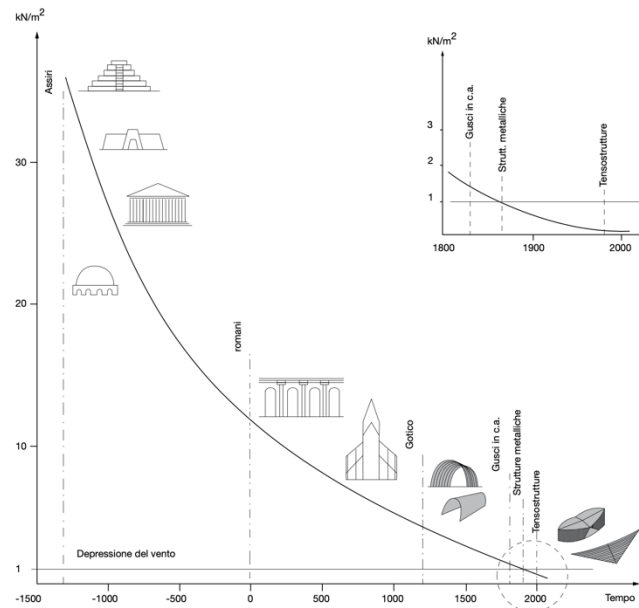 kN/m²
Assiri
30
20
10
1
romani
Gotico
Gusci in c.a.
Strutture metalliche
Tensostrutture
Depressione del vento
-1500
-1000
-500
0
500
1000
1500
2000
Tempo
kN/m²
3
2
1
Gusci in c.a.
Strutt. metalliche
Tensostrutture
1800
1900
2000